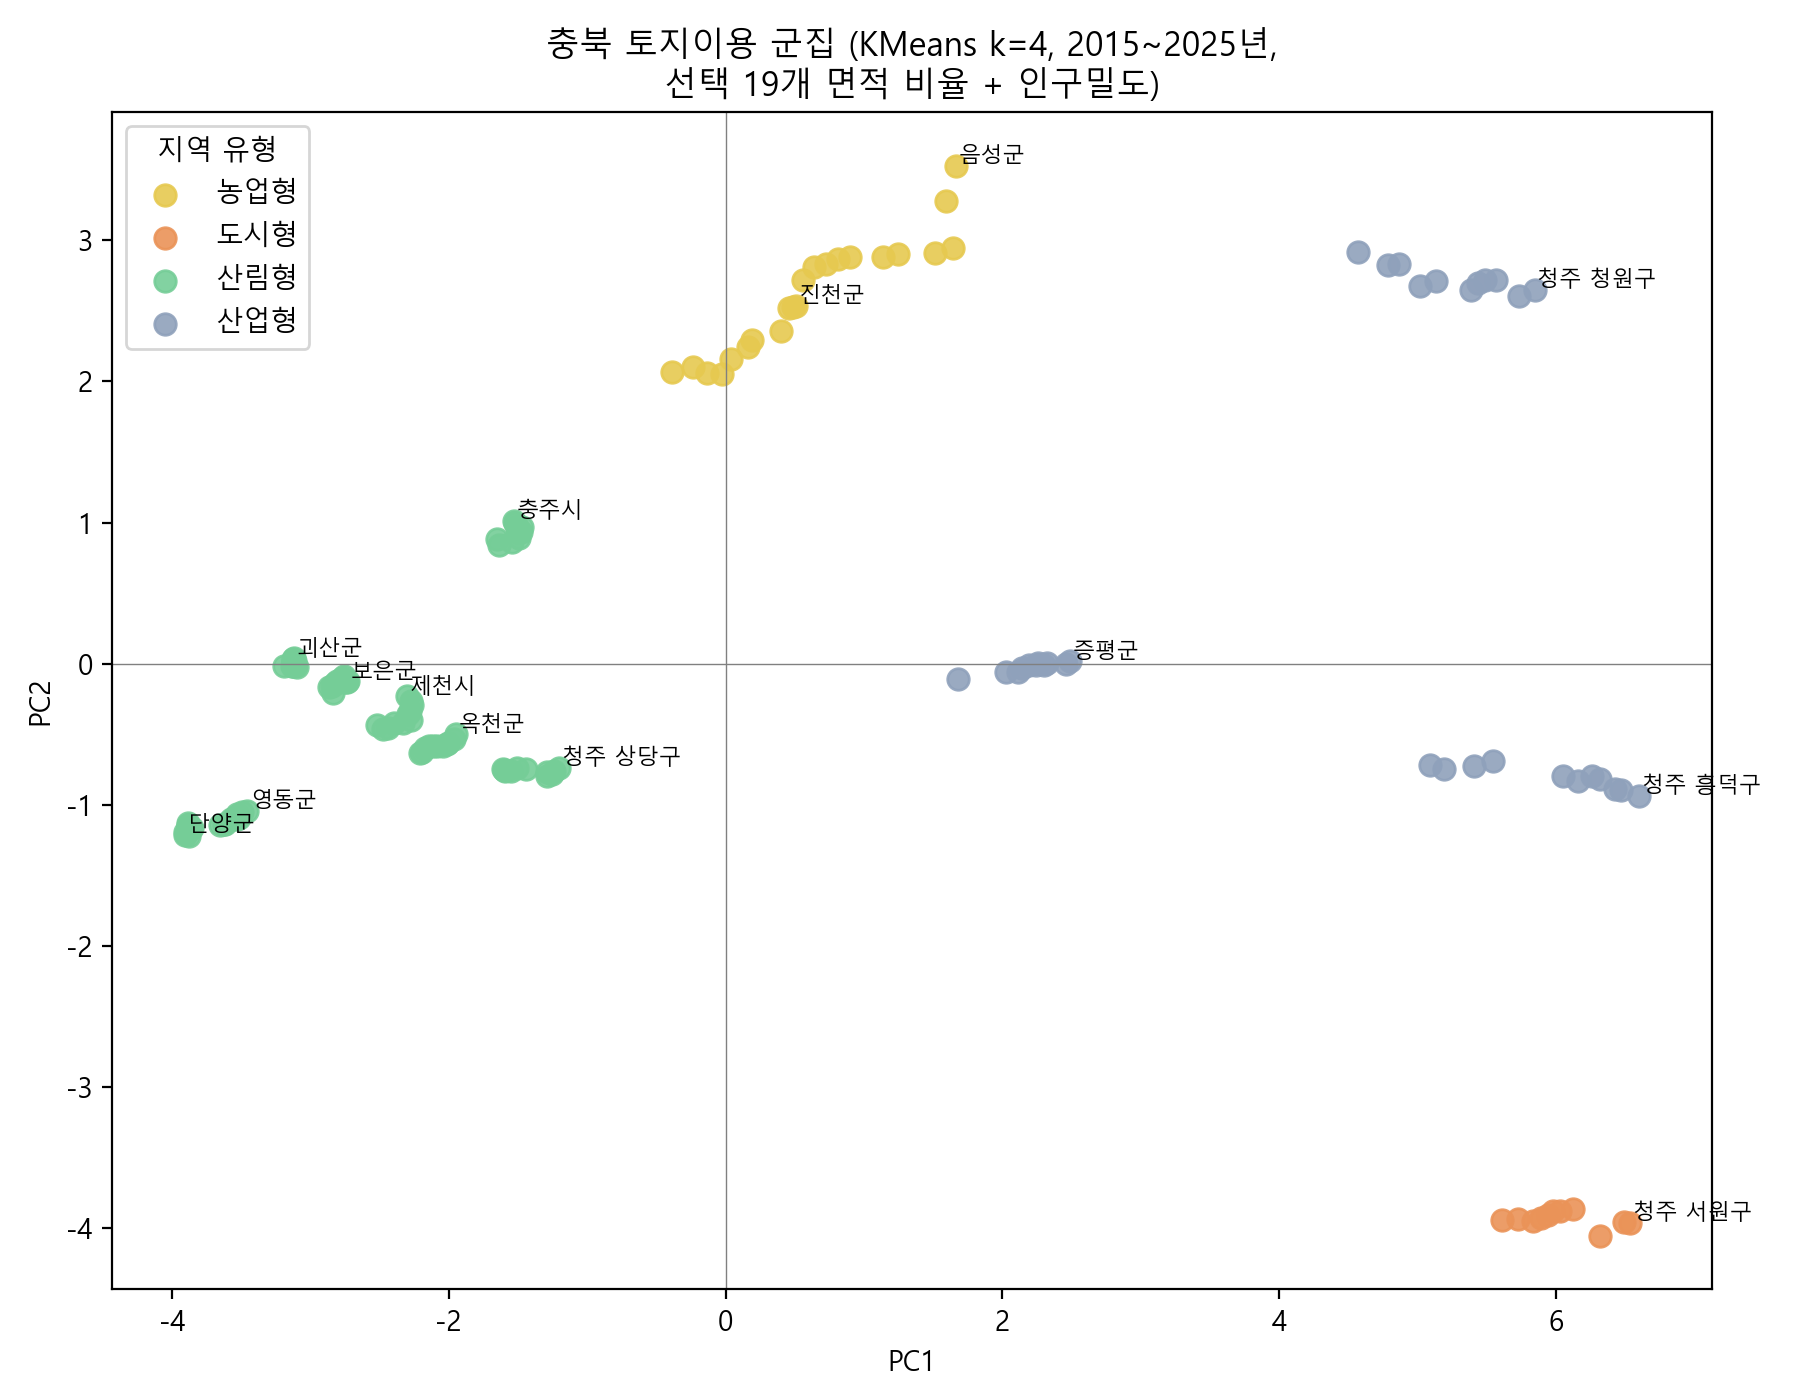 충북 토지이용 군집 (KMeans k=4, 2015~2025년,
선택 19개 면적 비율 + 인구밀도)
지역 유형
농업형
도시형
산림형
산업형
음성군
청주 청원구
진천군
충주시
괴산군
보은군
제천시
옥천군
청주 상당구
영동군
단양군
증평군
청주 흥덕구
청주 서원구
PC2
3
2
1
0
-1
-2
-3
-4
-4
-2
0
2
4
6
PC1